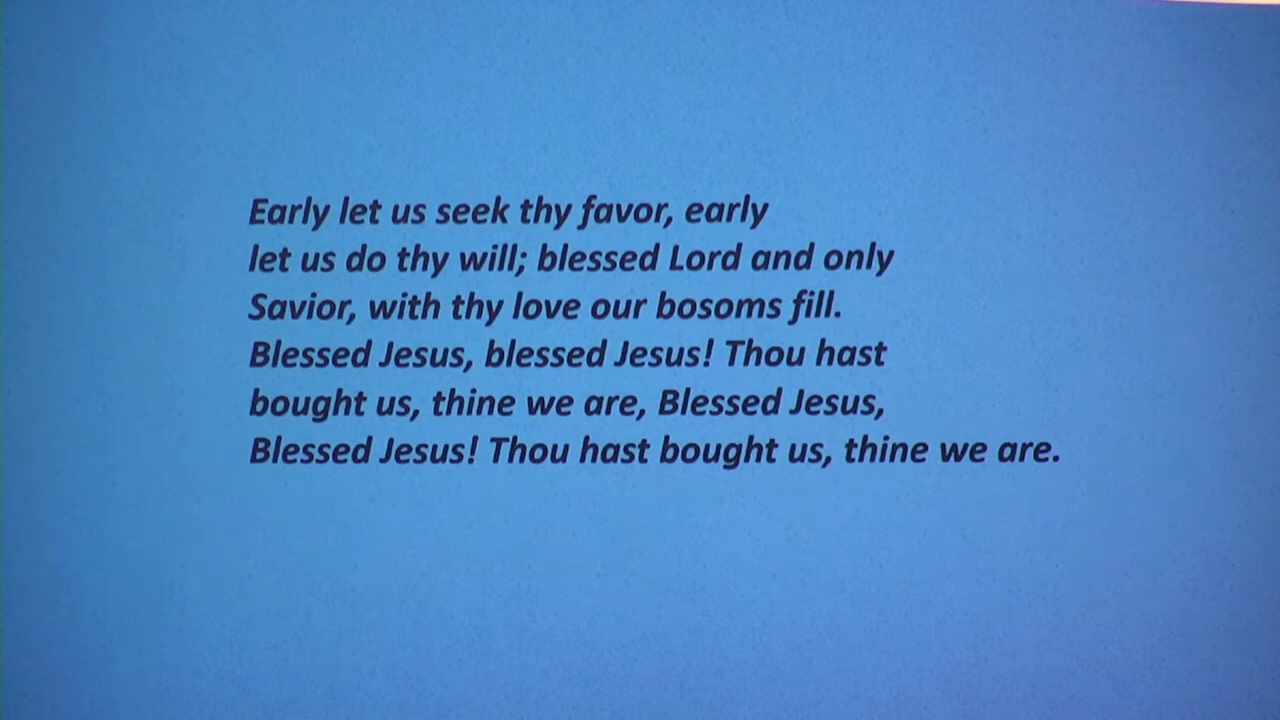 Early let us seek thy favor, early
let us do thy will; blessed Lord and only
Savior, with thy love our bosoms fill.
Blessed Jesus, blessed Jesus! Thou hast
bought us, thine we are, Blessed Jesus,
Blessed Jesus! Thou hast bought us, thine we are.